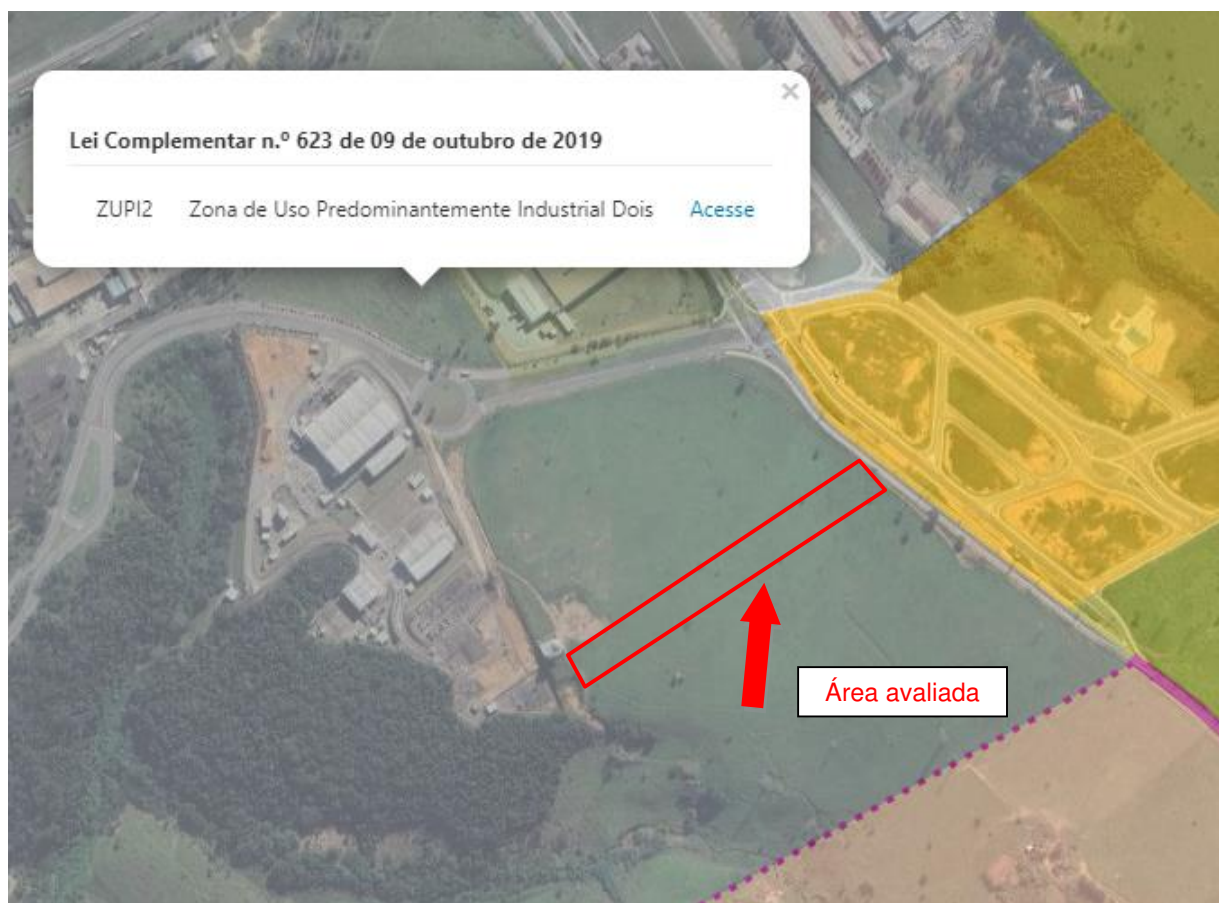 ×
Lei Complementar n.º 623 de 09 de outubro de 2019
ZUPI2 Zona de Uso Predominantemente Industrial Dois Acesse
Área avaliada